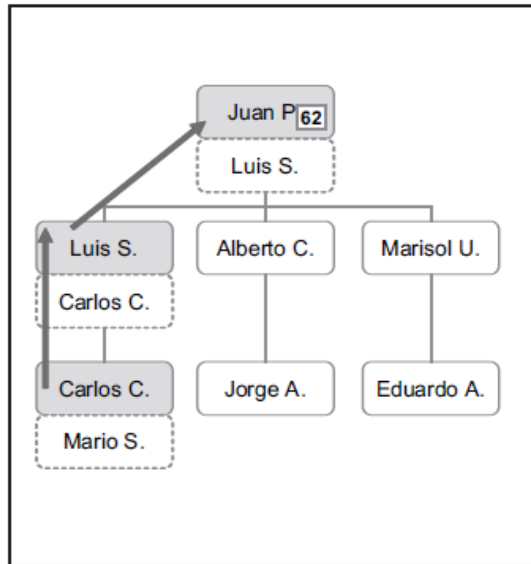 Juan P 62
Luis S.
Luis S. Alberto C. Marisol U.
Carlos C.
Carlos C. Jorge A. Eduardo A.
Mario S.